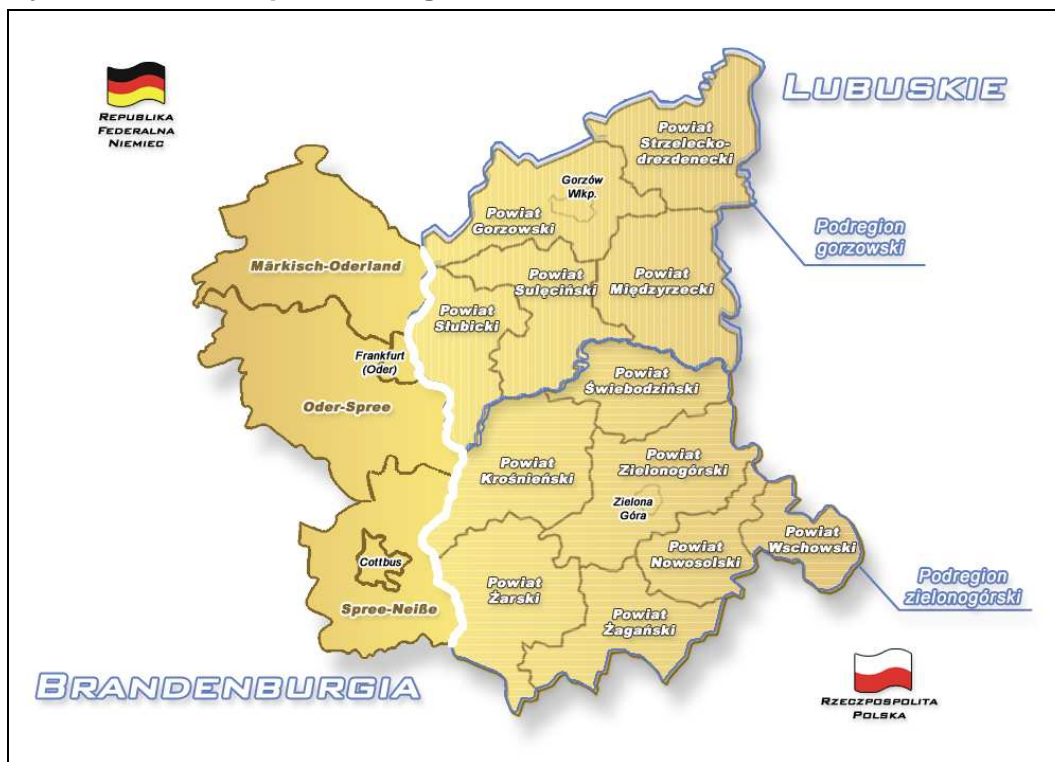 Republika
Federalna
Niemiec
Lubuskie
Powiat
Strzelecko-
drezdenecki
Gorzów
Wlkp.
Powiat
Gorzowski
Podregion
gorzowski
Märkisch-Oderland
Powiat
Sulęciński
Powiat
Międzyrzecki
Powiat
Słubicki
Frankfurt
(Oder)
Powiat
Świebodziński
Oder-Spree
Powiat
Krośnieński
Powiat
Zielonogórski
Zielona
Góra
Powiat
Wschowski
Powiat
Nowosolski
Cottbus
Powiat
Żarski
Podregion
zielonogórski
Spree-Neiße
Powiat
Żagański
Brandenburgia
Rzeczpospolita
Polska